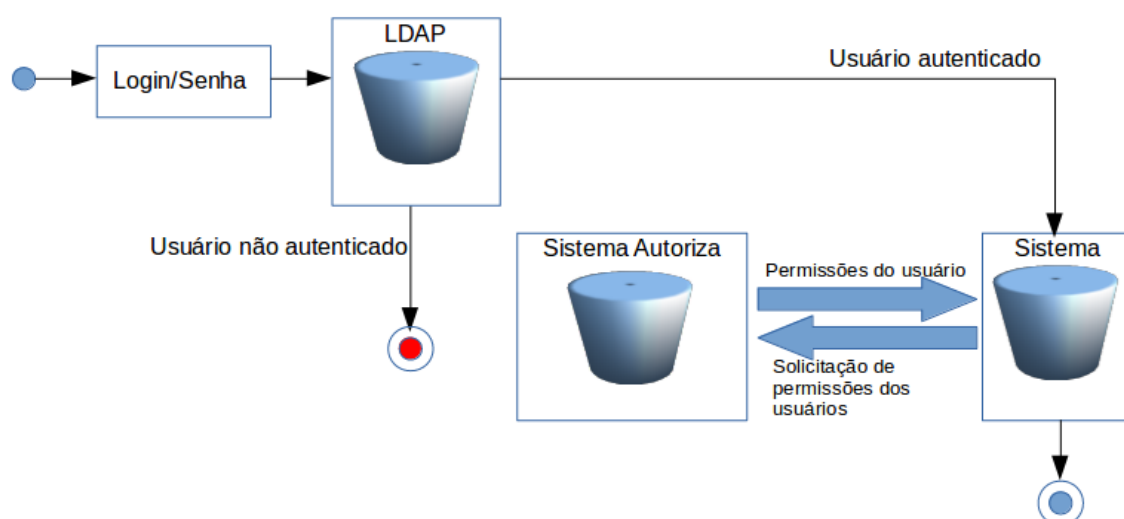 LDAP
Login/Senha
Usuário autenticado
Usuário não autenticado
Sistema Autoriza
Permissões do usuário
Sistema
Solicitação de
permissões dos
usuários